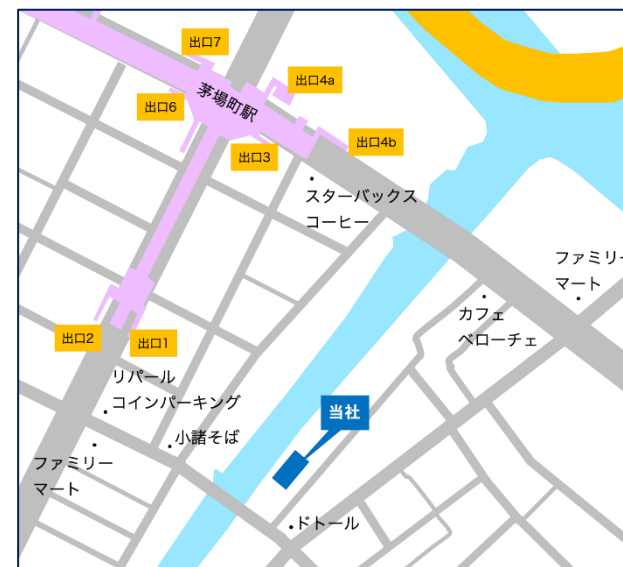 出口7
出口4a
出口6
茅場町駅
出口3
出口4b
スターバックス
コーヒー
ファミリー
マート
カフェ
ベローチェ
出口2
出口1
リパール
コインパーキング
当社
小諸そば
ファミリー
マート
ドトール